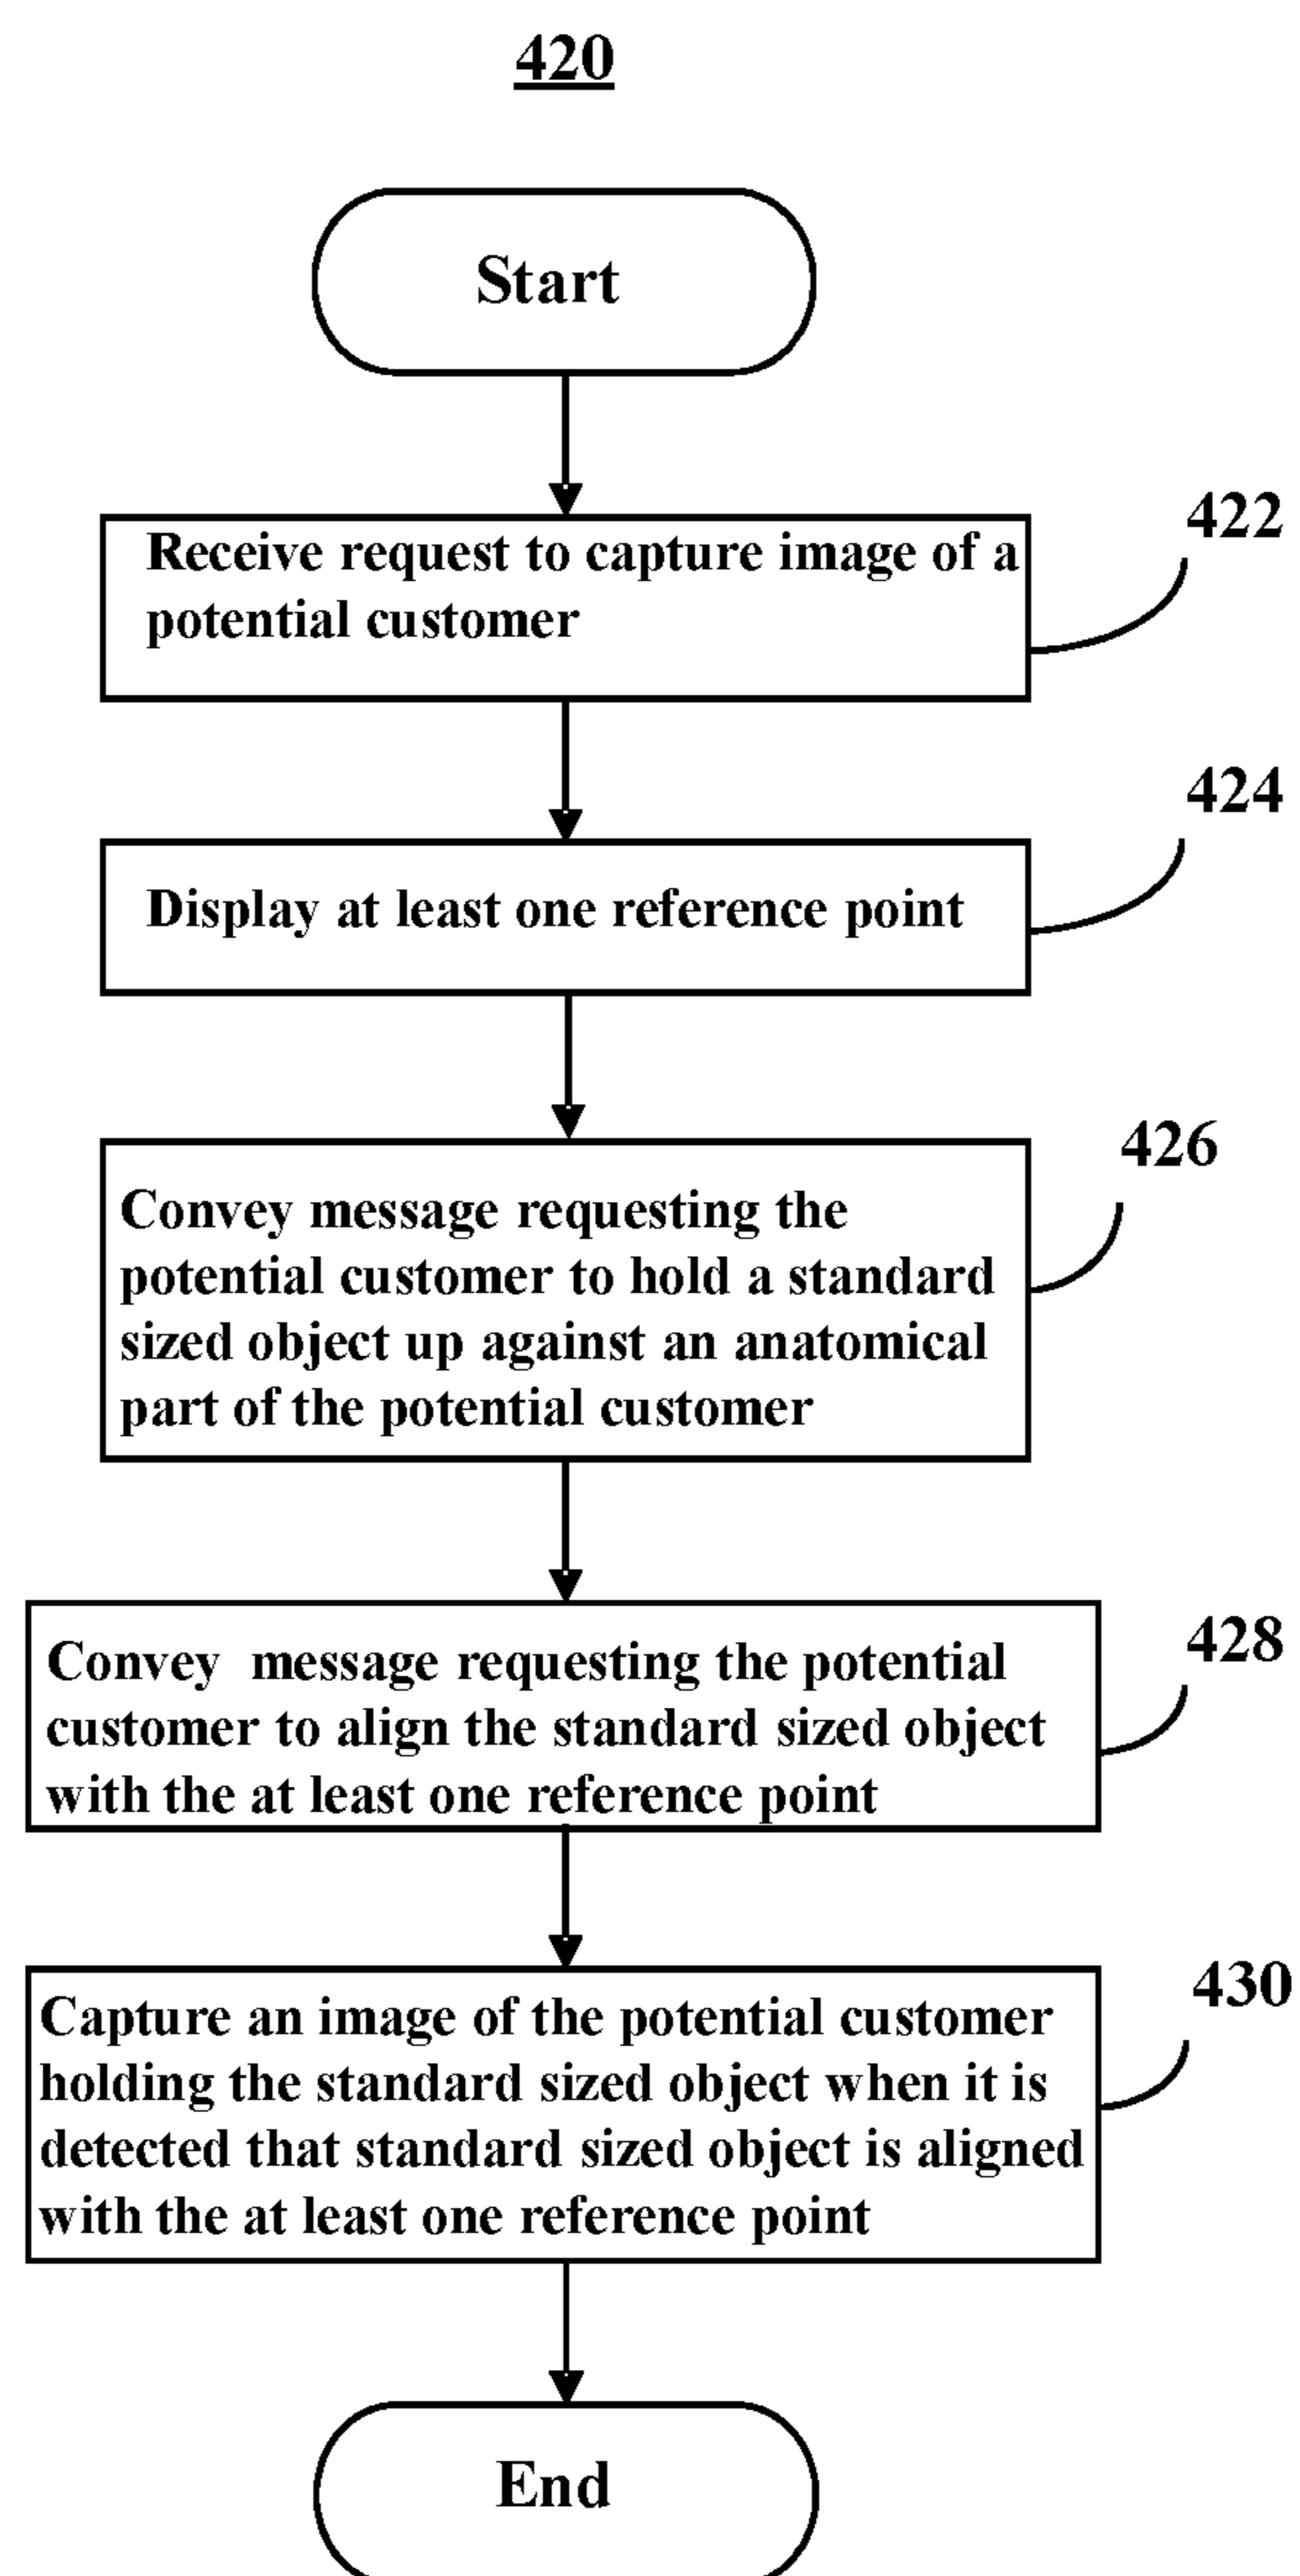 420
Start
Receive request to capture image of a
potential customer
422
Display at least one reference point
424
Convey message requesting the
potential customer to hold a standard
sized object up against an anatomical
part of the potential customer
426
Convey message requesting the potential
customer to align the standard sized object
with the at least one reference point
428
Capture an image of the potential customer
holding the standard sized object when it is
detected that standard sized object is aligned
with the at least one reference point
430
End